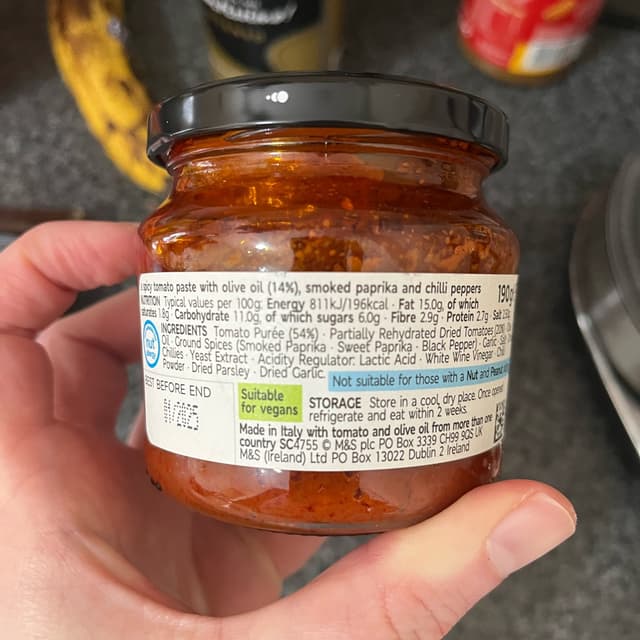 spicy tomato paste with olive oil (14%), smoked paprika and chilli peppers
190g
NUTRITION Typical values per 100g: Energy 811kJ/196kcal · Fat 15.0g, of which
saturates 1.8g · Carbohydrate 11.0g, of which sugars 6.0g · Fibre 2.9g · Protein 2.7g · Salt
INGREDIENTS Tomato Purée (54%) · Partially Rehydrated Dried Tomatoes
Oil · Ground Spices (Smoked Paprika · Sweet Paprika · Black Pepper) · Garlic
Chillies · Yeast Extract · Acidity Regulator: Lactic Acid · White Wine Vinegar
Powder · Dried Parsley · Dried Garlic
nut
Not suitable for those with a Nut and Peanut
BEST BEFORE END
11/2025
Suitable
for vegans
STORAGE Store in a cool, dry place. Once opened
refrigerate and eat within 2 weeks.
Made in Italy with tomato and olive oil from more than one
country SC4755 © M&S plc PO Box 3339 CH99 9QS UK
M&S (Ireland) Ltd PO Box 13022 Dublin 2 Ireland